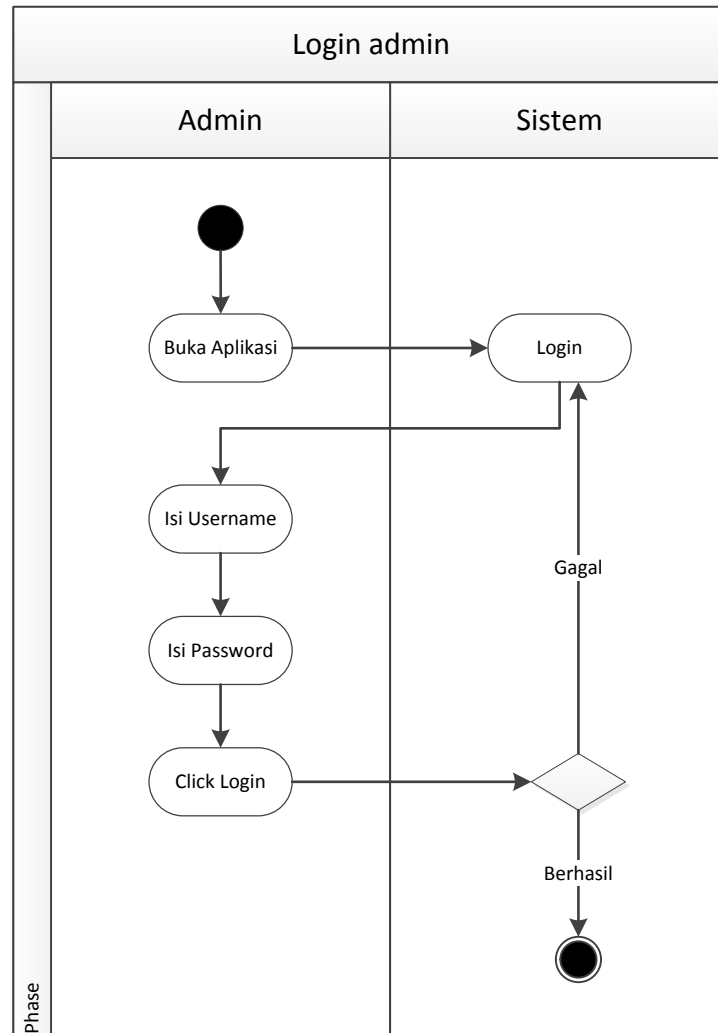 Login admin
Admin
Sistem
Buka Aplikasi
Login
Isi Username
Gagal
Isi Password
Click Login
Berhasil
Phase